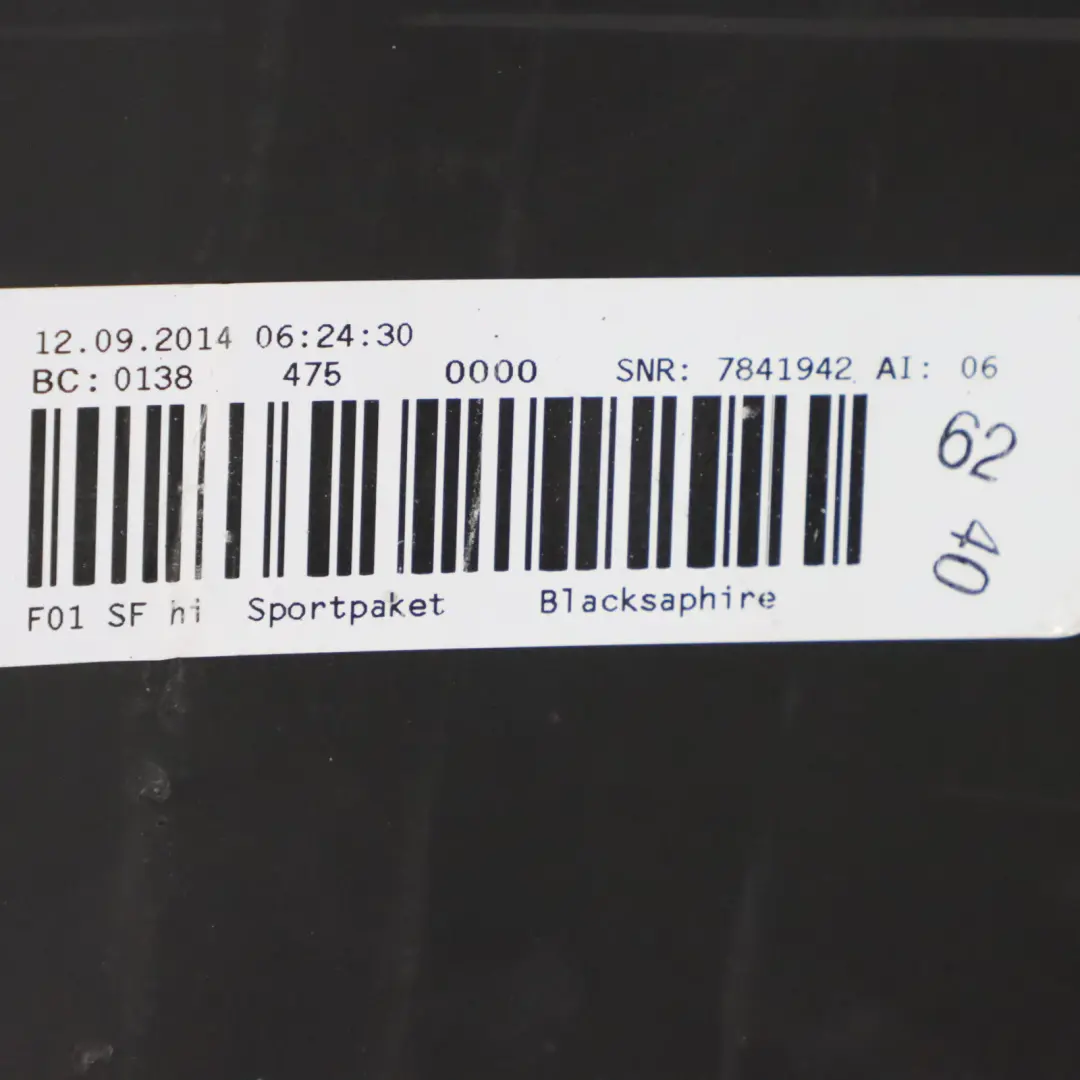 12.09.2014 06:24:30
BC: 0138 475 0000 SNR: 7841942 AI: 06
62
40
F01 SF hi Sportpaket Blacksaphire